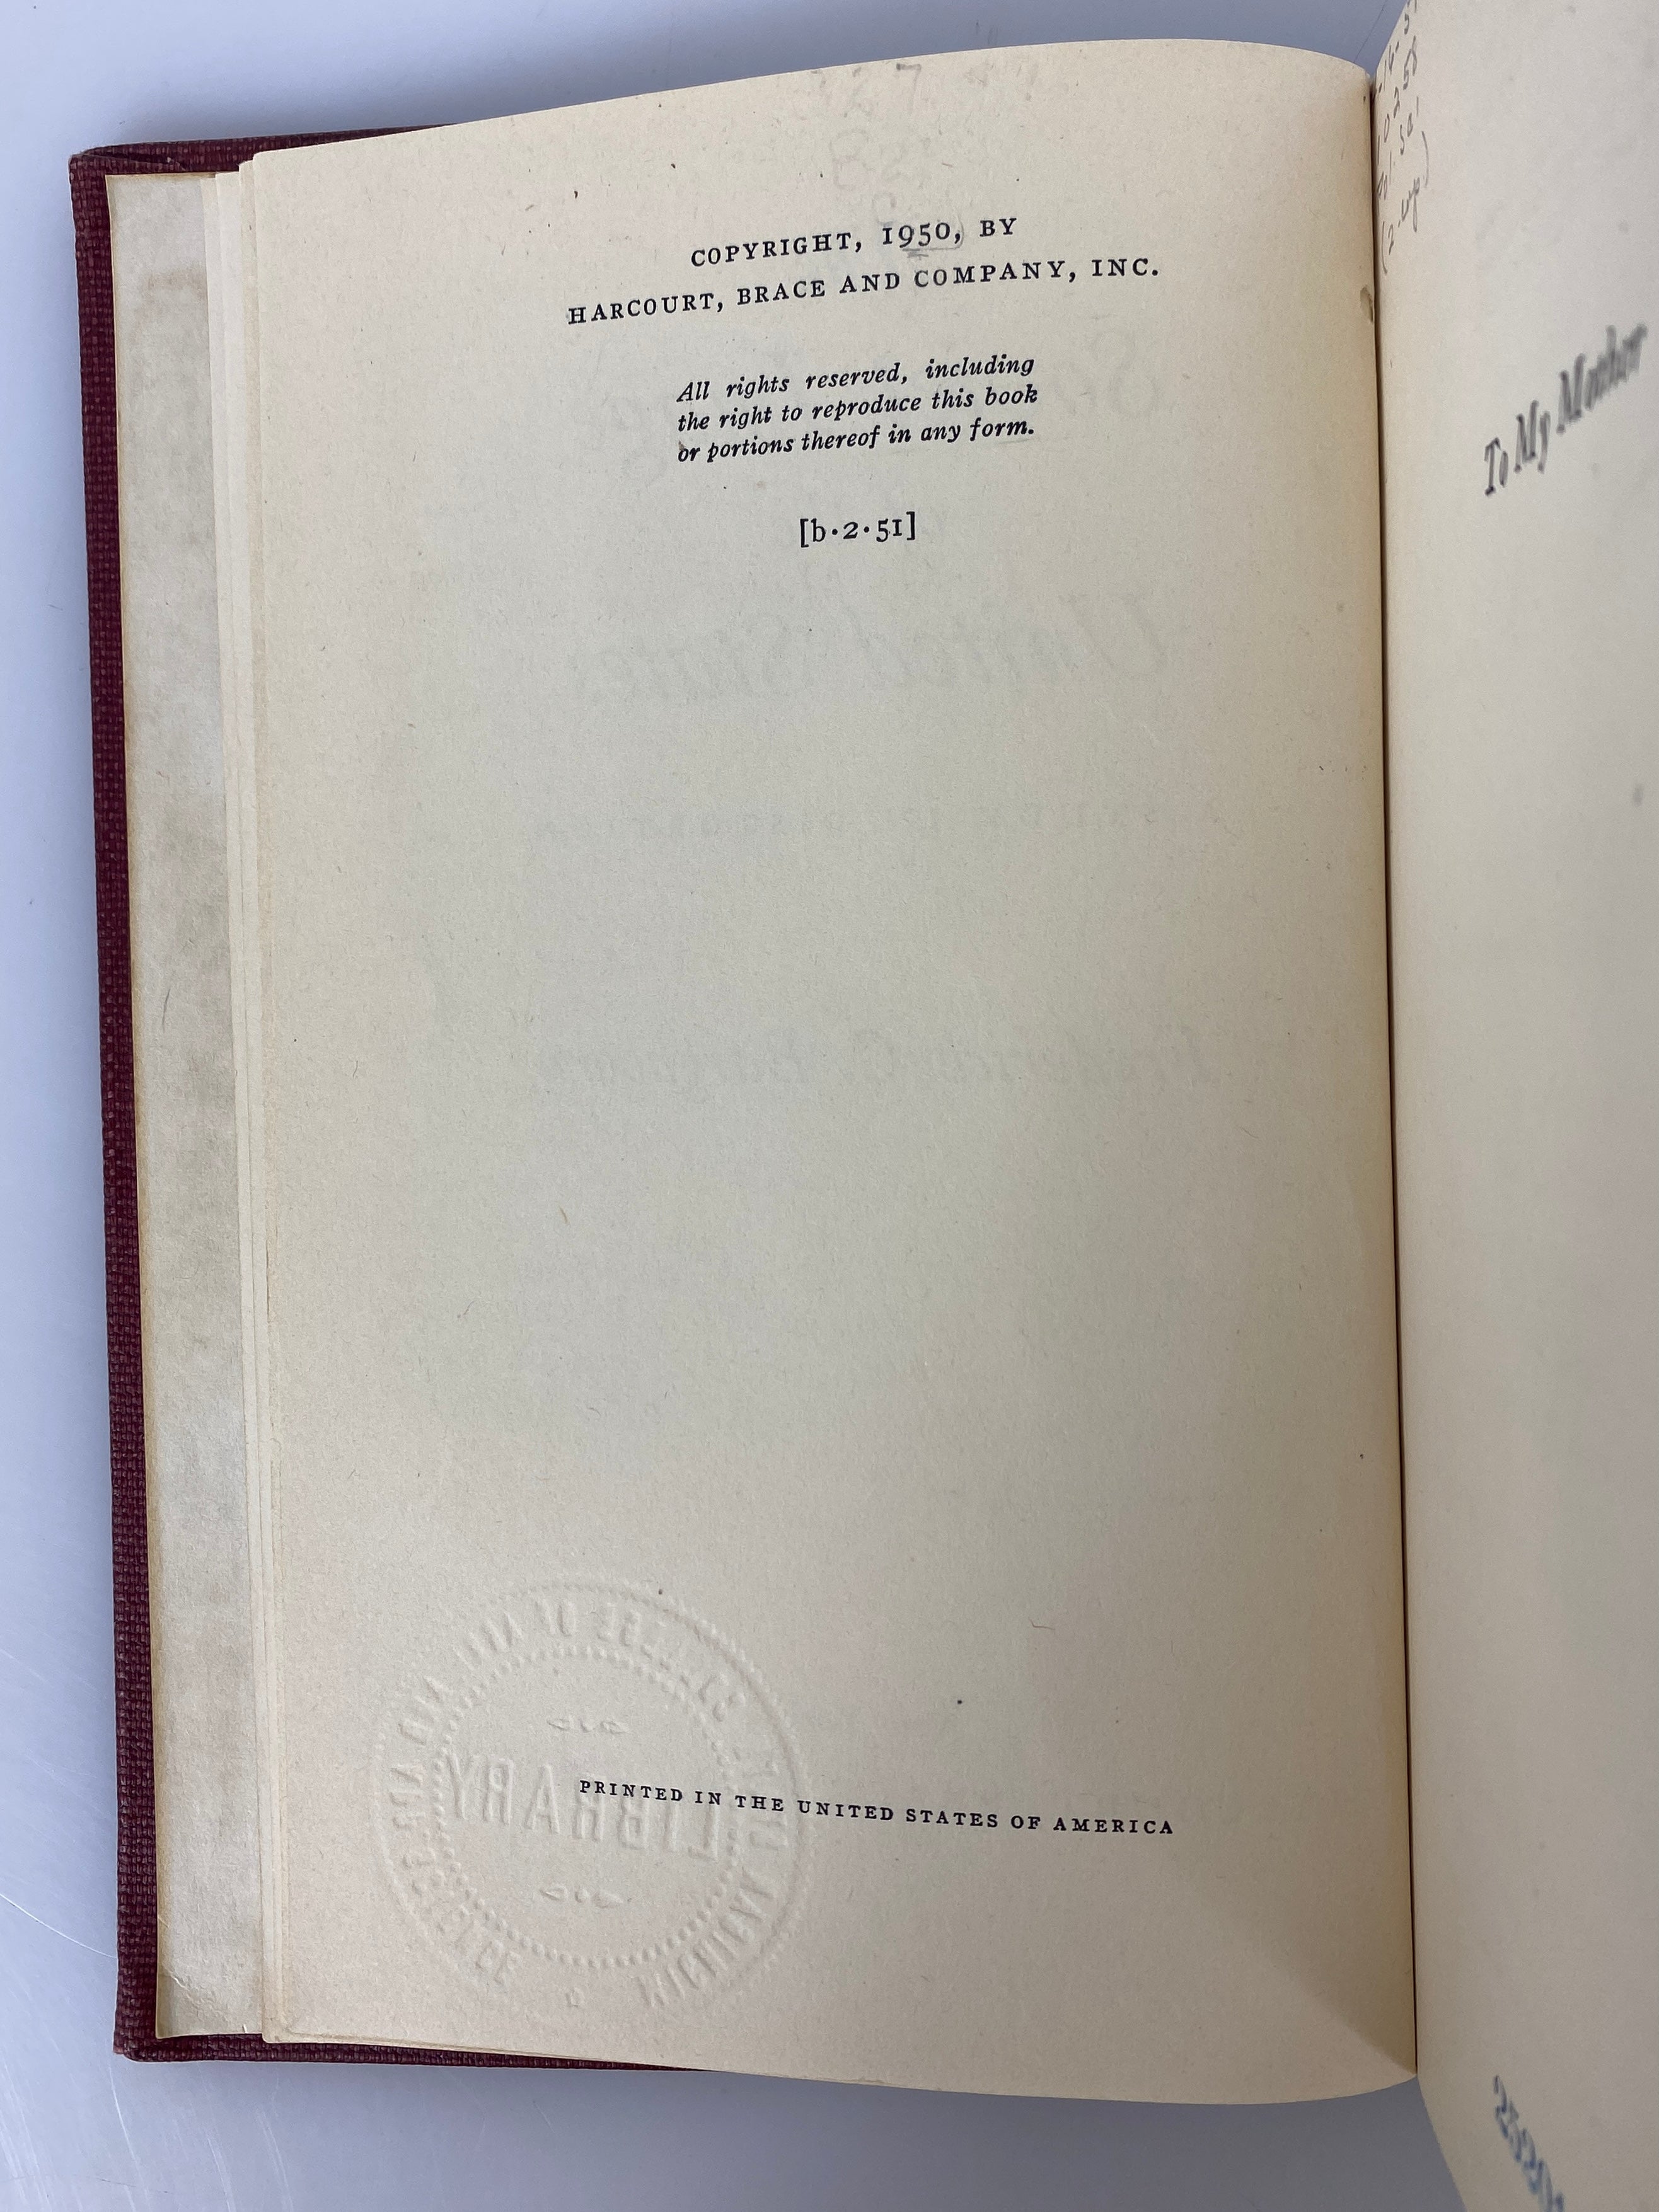 COPYRIGHT, 1950, BY
HARCOURT, BRACE AND COMPANY, INC.
All rights reserved, including
the right to reproduce this book
or portions thereof in any form.
[b·2·51]
LIBRARY
PRINTED IN THE UNITED STATES OF AMERICA
To My Mother